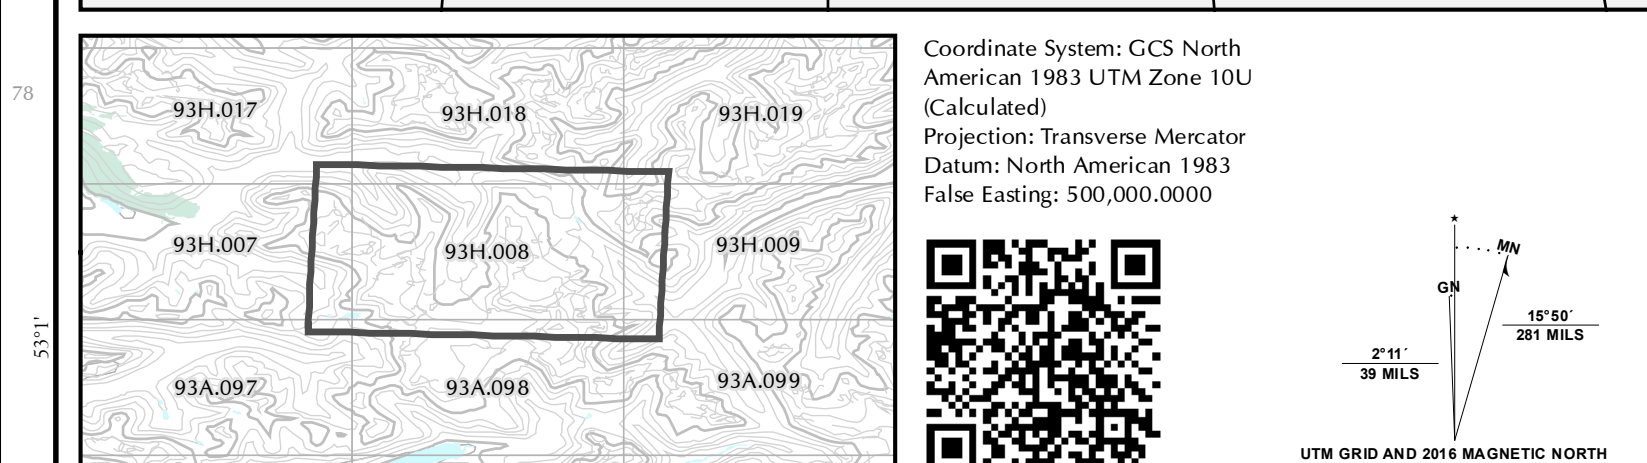 78
53°1'
93H.017
93H.018
93H.019
93H.007
93H.008
93H.009
93A.097
93A.098
93A.099
Coordinate System: GCS North
American 1983 UTM Zone 10U
(Calculated)
Projection: Transverse Mercator
Datum: North American 1983
False Easting: 500,000.0000
MN
GN
15°50´
281 MILS
2°11´
39 MILS
UTM GRID AND 2016 MAGNETIC NORTH